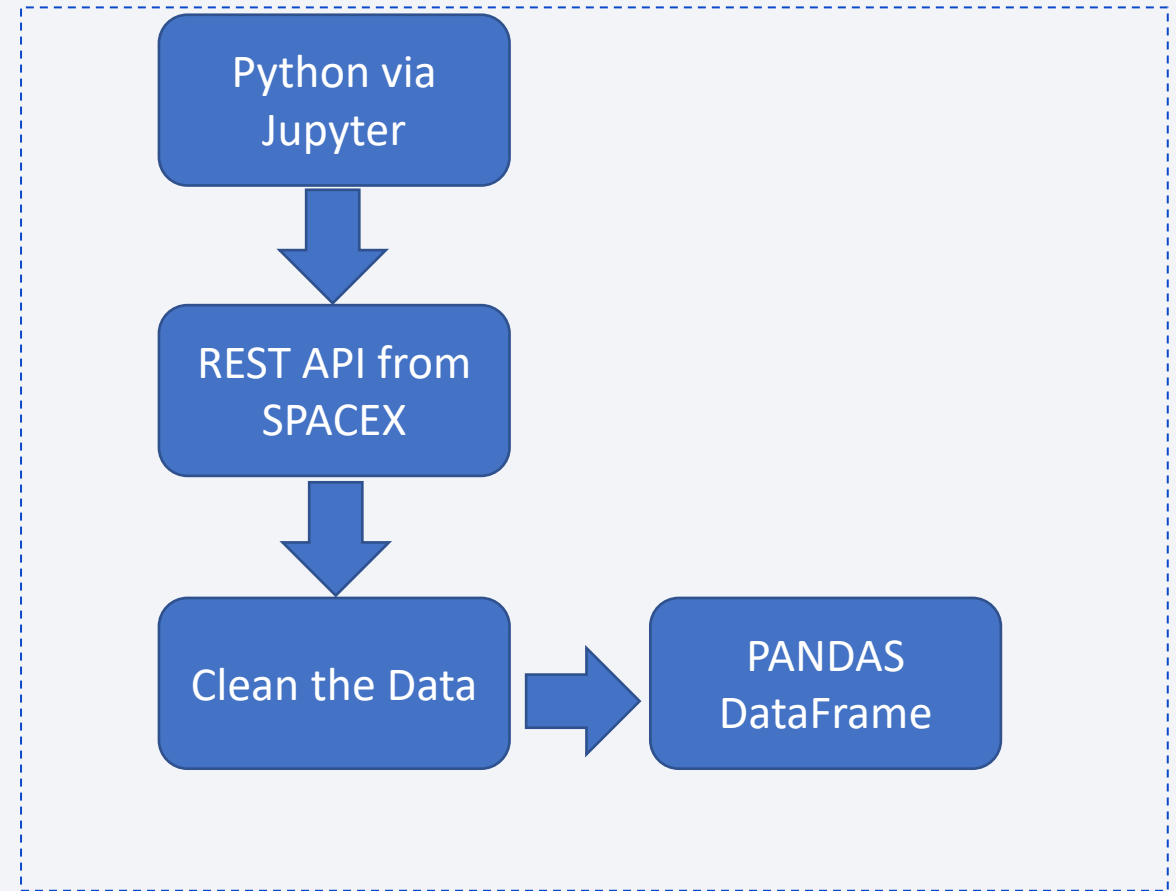 Python via
Jupyter
REST API from
SPACEX
Clean the Data
PANDAS
DataFrame